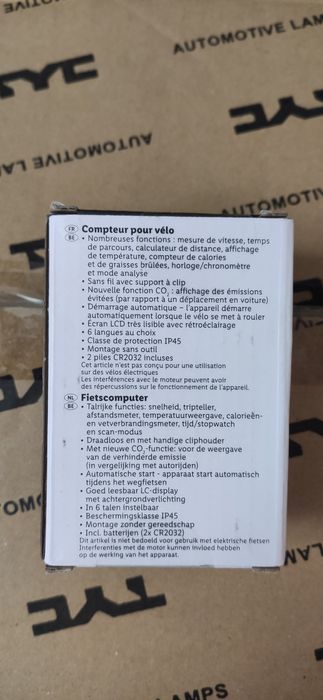 AUTOMOTIVE LAM
TYC
TYC
AUTOMOTIVE LA
AUTOMOTIV
FR
BE
Compteur pour vélo
• Nombreuses fonctions : mesure de vitesse, temps
de parcours, calculateur de distance, affichage
de température, compteur de calories
et de graisses brûlées, horloge/chronomètre
et mode analyse
• Sans fil avec support à clip
• Nouvelle fonction CO₂ : affichage des émissions
évitées (par rapport à un déplacement en voiture)
• Démarrage automatique – l'appareil démarre
automatiquement lorsque le vélo se met à rouler
• Écran LCD très lisible avec rétroéclairage
• 6 langues au choix
• Classe de protection IP45
• Montage sans outil
• 2 piles CR2032 incluses
Cet article n'est pas conçu pour une utilisation
sur des vélos électriques
Les interférences avec le moteur peuvent avoir
des répercussions sur le fonctionnement de l'appareil.
NL
BE
Fietscomputer
• Talrijke functies: snelheid, tripteller,
afstandsmeter, temperatuurweergave, calorieën-
en vetverbrandingsmeter, tijd/stopwatch
en scan-modus
• Draadloos en met handige cliphouder
• Met nieuwe CO₂-functie: voor de weergave
van de verhinderde emissie
(in vergelijking met autorijden)
• Automatische start - apparaat start automatisch
tijdens het wegfietsen
• Goed leesbaar LC-display
met achtergrondverlichting
• In 6 talen instelbaar
• Beschermingsklasse IP45
• Montage zonder gereedschap
• Incl. batterijen (2x CR2032)
Dit artikel is niet bedoeld voor gebruik met elektrische fietsen
Interferenties met de motor kunnen invloed hebben
op de werking van het apparaat.
TYC
AMPS